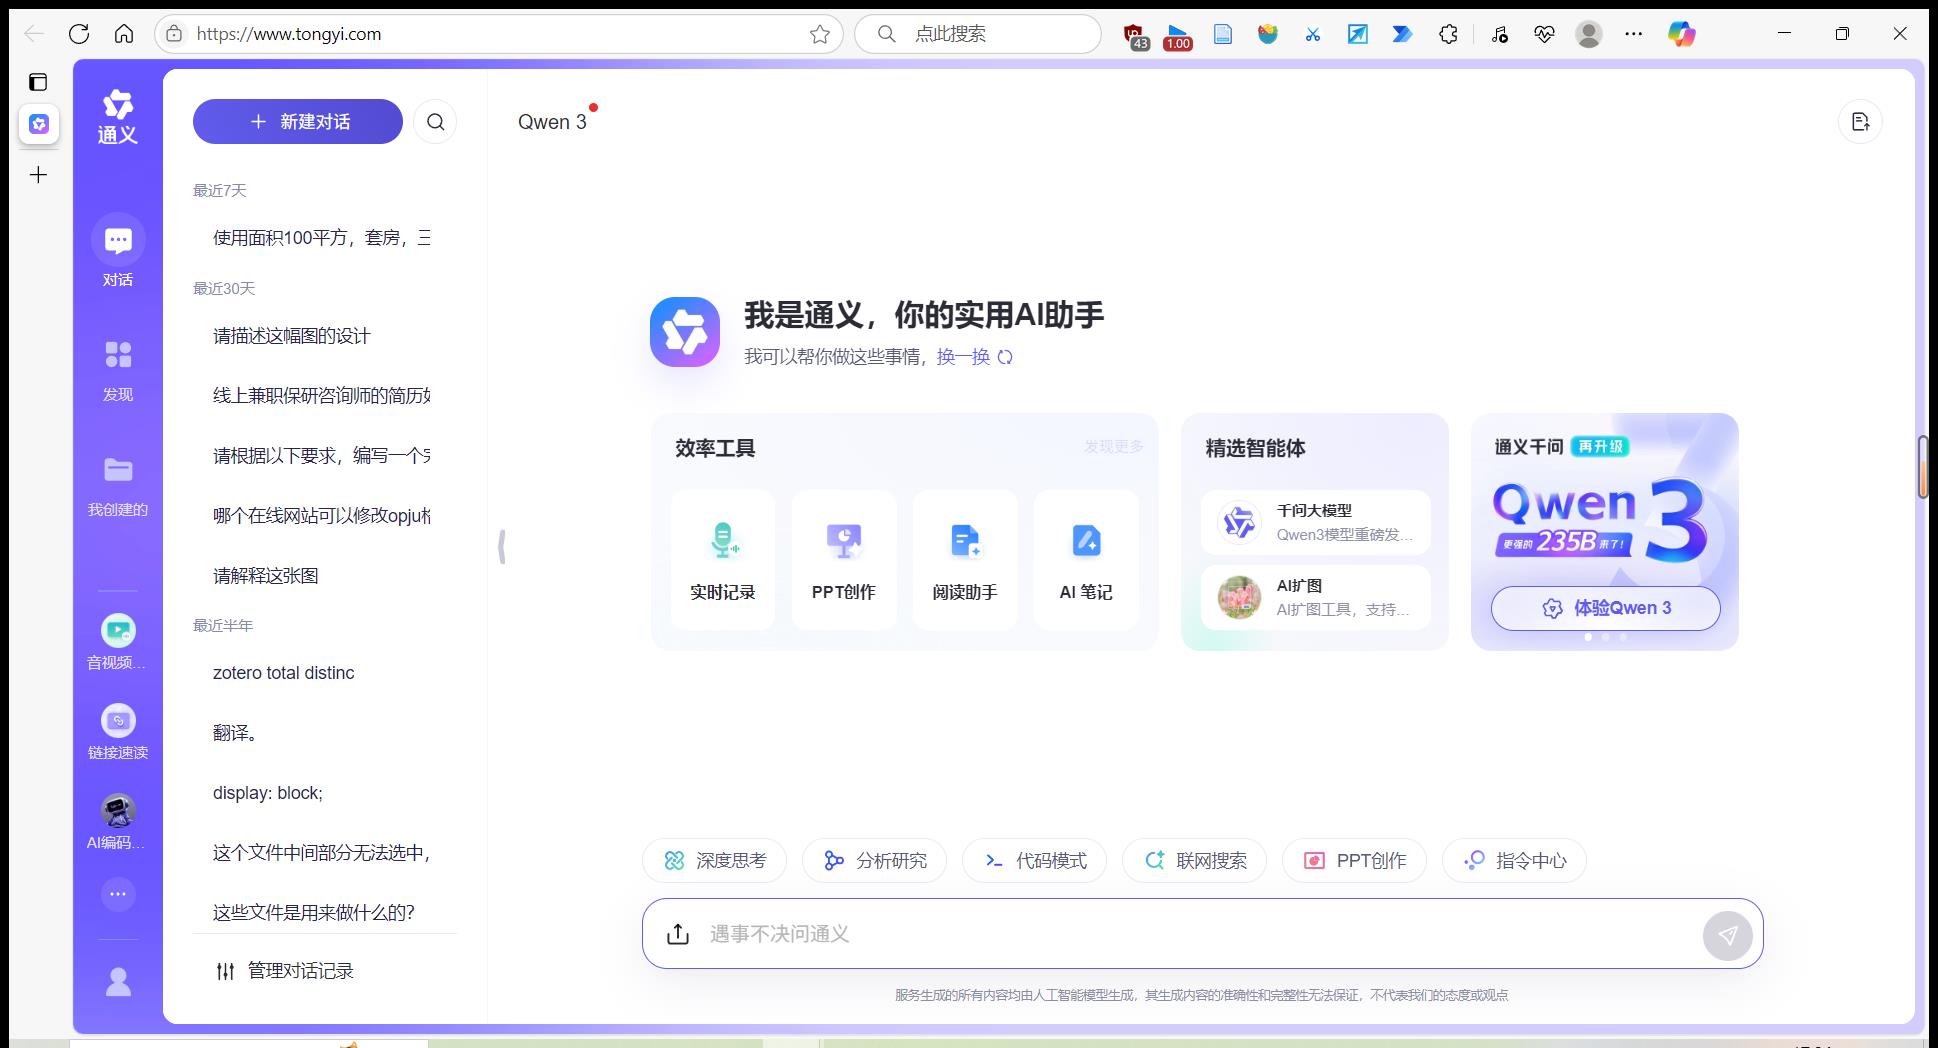 https://www.tongyi.com
点此搜索
43
1.00
通义
对话
发现
我创建的
音视频...
链接速读
AI编码...
新建对话
最近7天
使用面积100平方，套房，三
最近30天
请描述这幅图的设计
线上兼职保研咨询师的简历
请根据以下要求，编写一个
哪个在线网站可以修改opju
请解释这张图
最近半年
zotero total distinc
翻译。
display: block;
这个文件中间部分无法选中，
这些文件是用来做什么的?
管理对话记录
Qwen 3
我是通义，你的实用AI助手
我可以帮你做这些事情，换一换
效率工具
发现更多
实时记录
PPT创作
阅读助手
AI 笔记
精选智能体
千问大模型
Qwen3模型重磅发...
AI扩图
AI扩图工具，支持...
通义千问 再升级
Qwen 3
更强的 235B 来了!
体验Qwen 3
深度思考
分析研究
代码模式
联网搜索
PPT创作
指令中心
遇事不决问通义
服务生成的所有内容均由人工智能模型生成，其生成内容的准确性和完整性无法保证，不代表我们的态度或观点